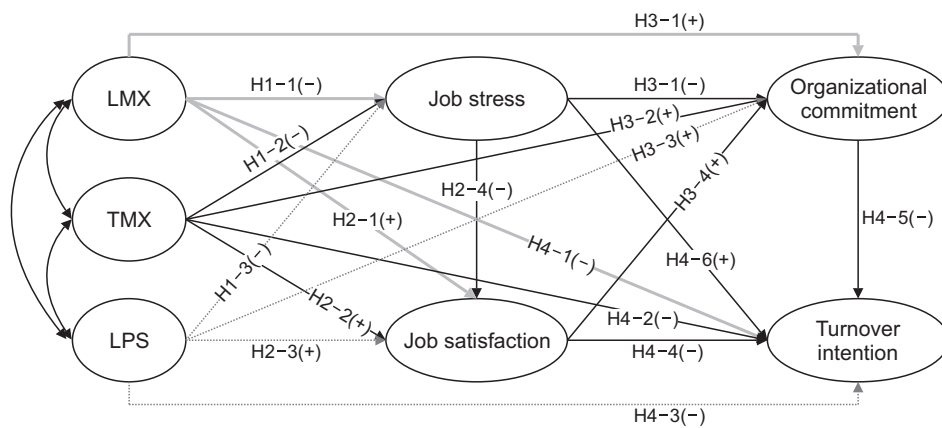 H3−1(+)
LMX
H1−1(−)
Job stress
H3−1(−)
Organizational
commitment
H1−2(−)
H3−2(+)
H3−3(+)
TMX
H2−1(+)
H2−4(−)
H3−4(+)
H4−5(−)
H1−3(−)
H4−1(−)
H4−6(+)
H2−2(+)
H4−2(−)
LPS
H2−3(+)
Job satisfaction
H4−4(−)
Turnover
intention
H4−3(−)